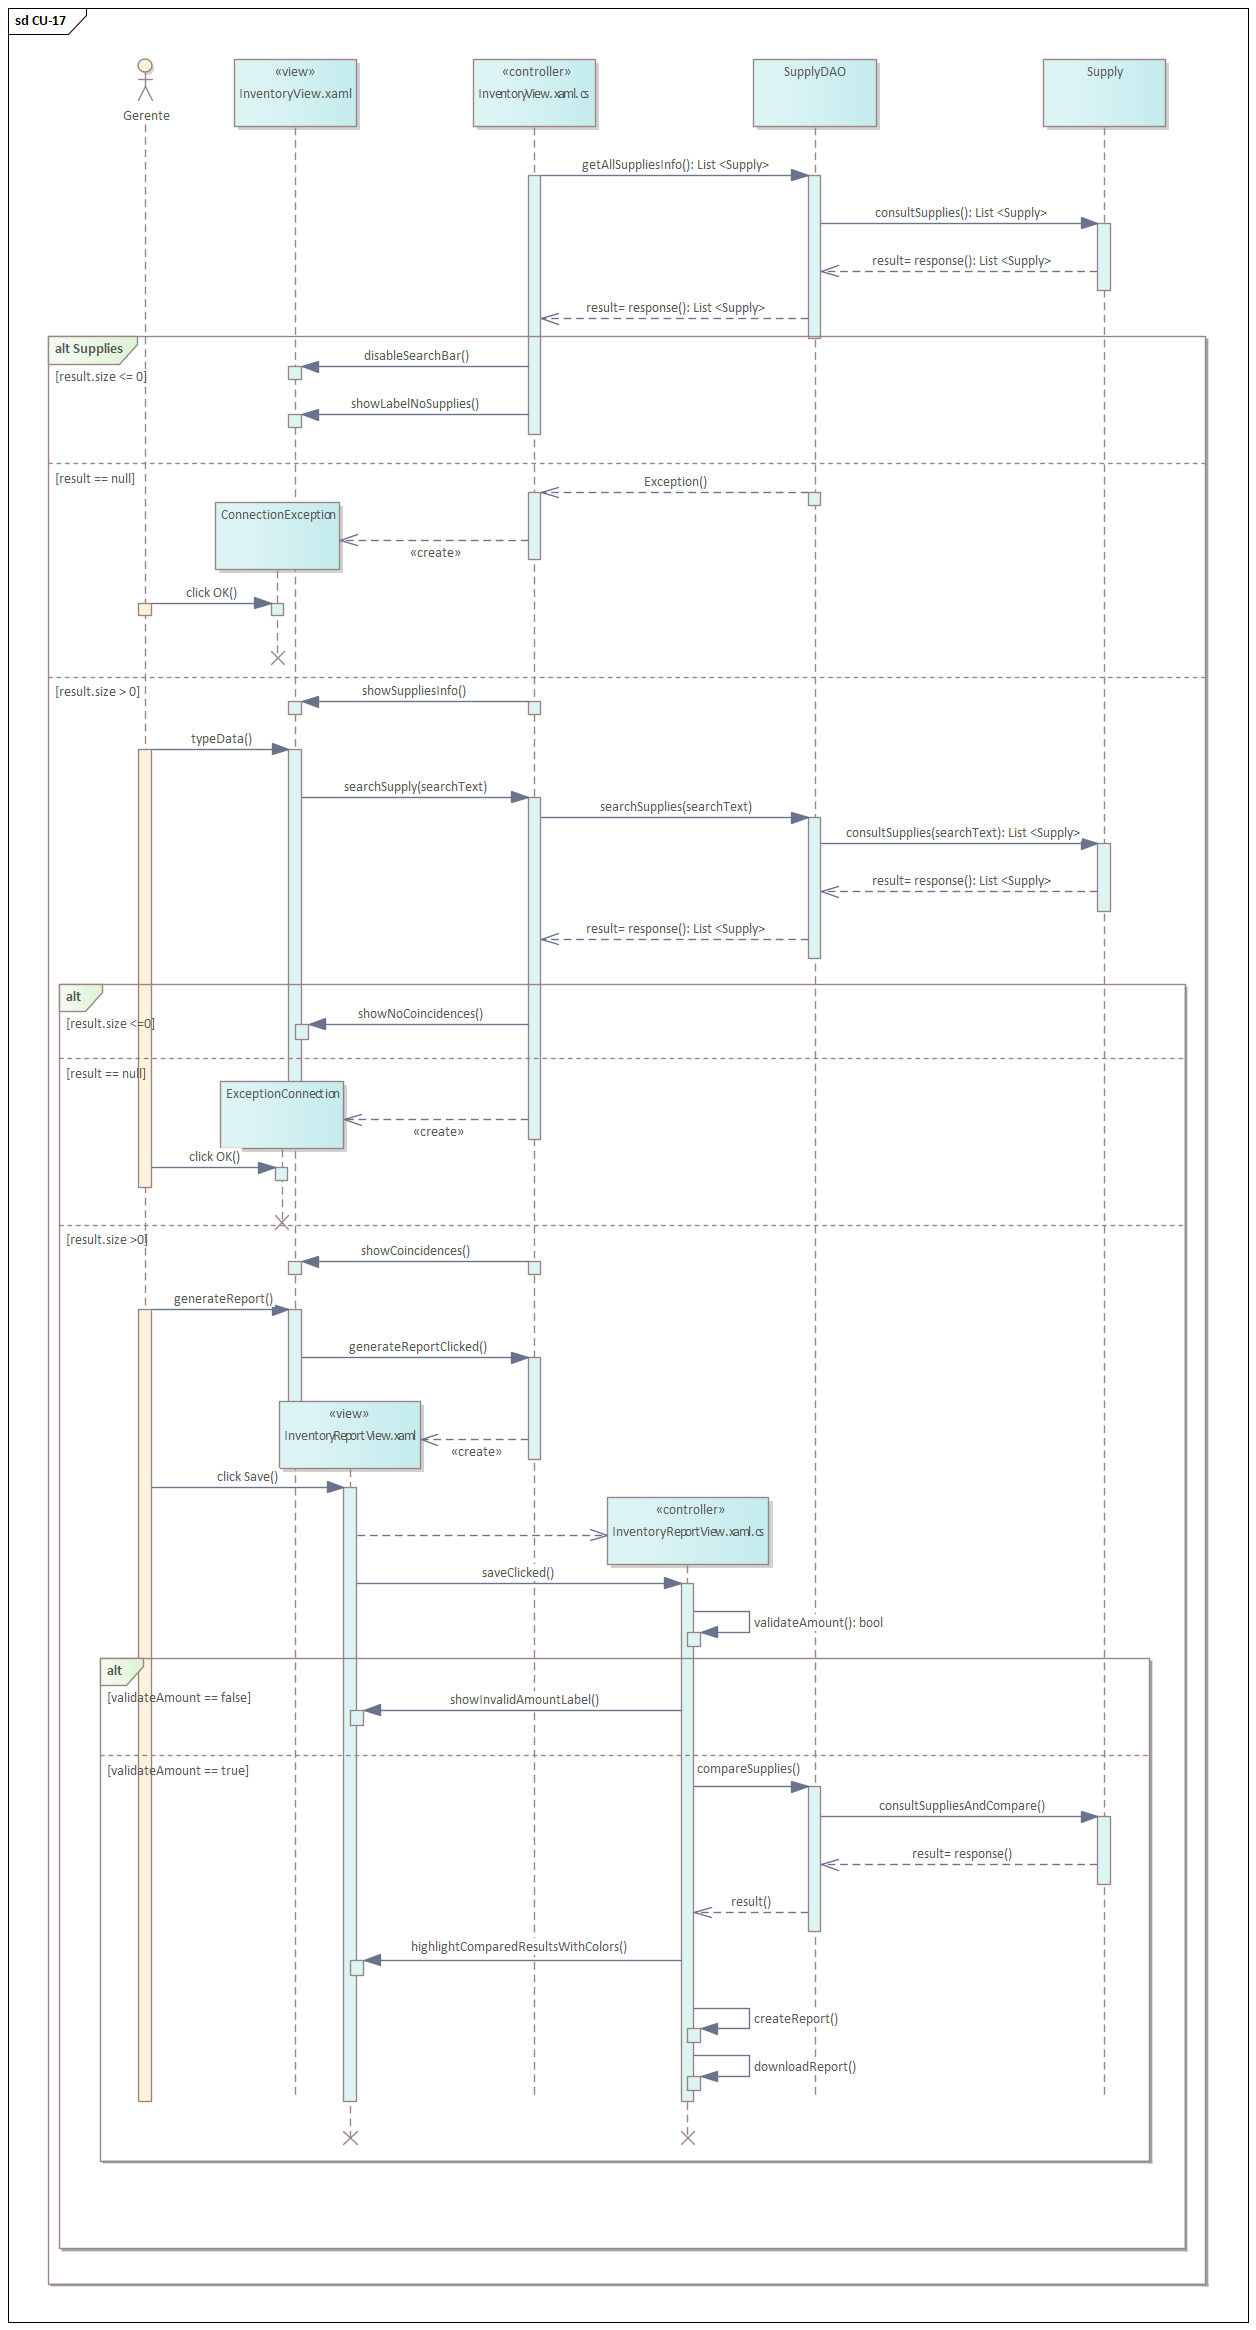 sd CU-17
Gerente
«view»
InventoryView.xaml
«controller»
InventoryView.xaml.cs
SupplyDAO
Supply
getAllSuppliesInfo(): List <Supply>
consultSupplies(): List <Supply>
result= response(): List <Supply>
result= response(): List <Supply>
alt Supplies
[result.size <= 0]
disableSearchBar()
showLabelNoSupplies()
[result == null]
Exception()
ConnectionException
«create»
click OK()
[result.size > 0]
showSuppliesInfo()
typeData()
searchSupply(searchText)
searchSupplies(searchText)
consultSupplies(searchText): List <Supply>
result= response(): List <Supply>
result= response(): List <Supply>
alt
[result.size <=0]
showNoCoincidences()
[result == null]
ExceptionConnection
«create»
click OK()
[result.size >0]
showCoincidences()
generateReport()
generateReportClicked()
«view»
InventoryReportView.xaml
«create»
click Save()
«controller»
InventoryReportView.xaml.cs
saveClicked()
validateAmount(): bool
alt
[validateAmount == false]
showInvalidAmountLabel()
[validateAmount == true]
compareSupplies()
consultSuppliesAndCompare()
result= response()
result()
highlightComparedResultsWithColors()
createReport()
downloadReport()